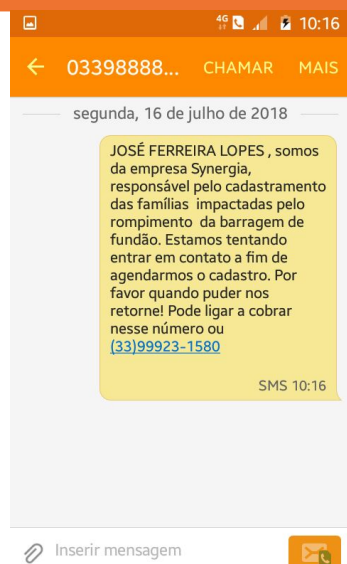 4G 10:16
03398888... CHAMAR MAIS
segunda, 16 de julho de 2018
JOSÉ FERREIRA LOPES , somos
da empresa Synergia,
responsável pelo cadastramento
das famílias impactadas pelo
rompimento da barragem de
fundão. Estamos tentando
entrar em contato a fim de
agendarmos o cadastro. Por
favor quando puder nos
retorne! Pode ligar a cobrar
nesse número ou
(33)99923-1580
SMS 10:16
Inserir mensagem